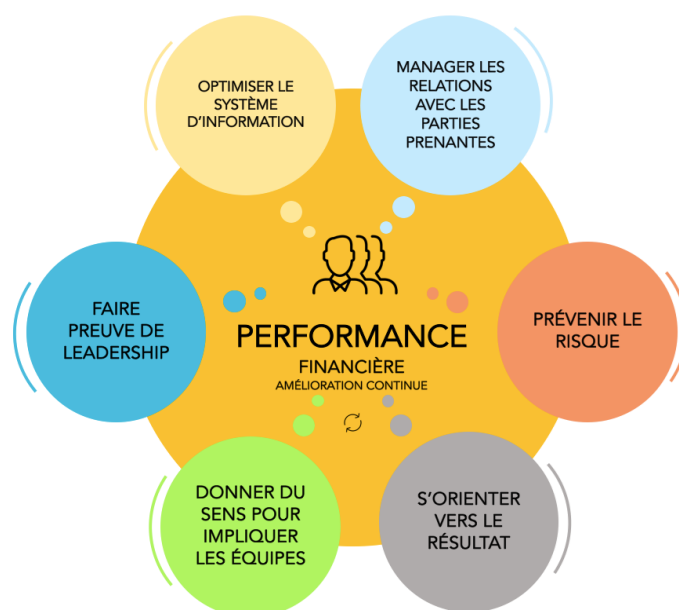 OPTIMISER LE
SYSTÈME
D'INFORMATION
MANAGER LES
RELATIONS
AVEC LES
PARTIES
PRENANTES
FAIRE
PREUVE DE
LEADERSHIP
PERFORMANCE
FINANCIÈRE
AMÉLIORATION CONTINUE
PRÉVENIR LE
RISQUE
DONNER DU
SENS POUR
IMPLIQUER
LES ÉQUIPES
S'ORIENTER
VERS LE
RÉSULTAT